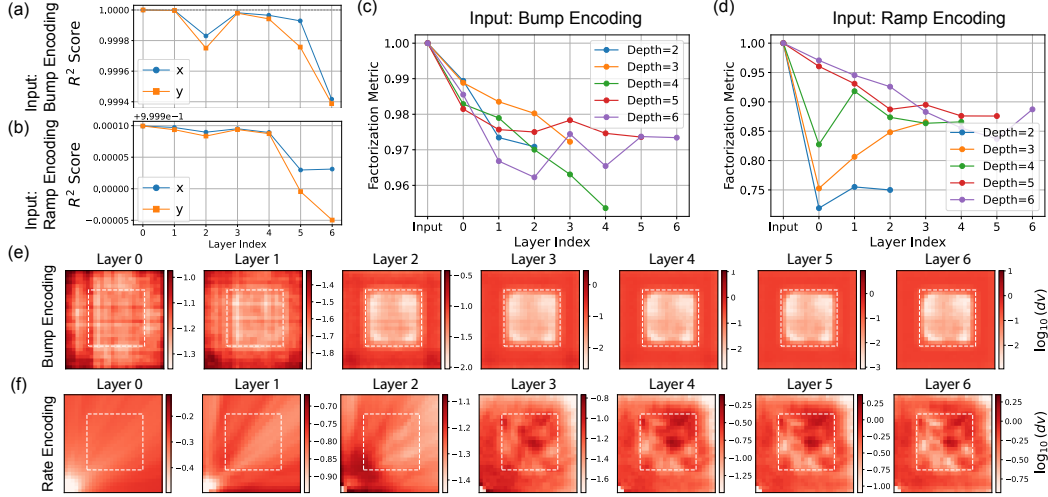 (a)
Input:
Bump Encoding
R² Score
1.0000
0.9998
0.9996
0.9994
x
y
0 1 2 3 4 5 6
(b)
+9.999e−1
Input:
Ramp Encoding
R² Score
0.00010
0.00005
0.00000
−0.00005
x
y
0 1 2 3 4 5 6
Layer Index
(c)
Input: Bump Encoding
Factorization Metric
1.00
0.99
0.98
0.97
0.96
Depth=2
Depth=3
Depth=4
Depth=5
Depth=6
Input 0 1 2 3 4 5 6
Layer Index
(d)
Input: Ramp Encoding
Factorization Metric
1.00
0.95
0.90
0.85
0.80
0.75
Depth=2
Depth=3
Depth=4
Depth=5
Depth=6
Input 0 1 2 3 4 5 6
Layer Index
(e)
Bump Encoding
Layer 0
−1.0
−1.1
−1.2
−1.3
Layer 1
−1.4
−1.5
−1.6
−1.7
−1.8
Layer 2
−0.5
−1.0
−1.5
−2.0
Layer 3
0
−1
−2
Layer 4
1
0
−1
−2
Layer 5
0
−1
−2
−3
Layer 6
1
0
−1
−2
log₁₀(dv)
(f)
Rate Encoding
Layer 0
−0.2
−0.3
−0.4
Layer 1
−0.70
−0.75
−0.80
−0.85
−0.90
Layer 2
−1.1
−1.2
−1.3
−1.4
Layer 3
−0.6
−0.8
−1.0
−1.2
−1.4
Layer 4
0.25
0.00
−0.25
−0.50
−0.75
−1.00
Layer 5
0.25
0.00
−0.25
−0.50
−0.75
−1.00
Layer 6
0.25
0.00
−0.25
−0.50
−0.75
log₁₀(dv)